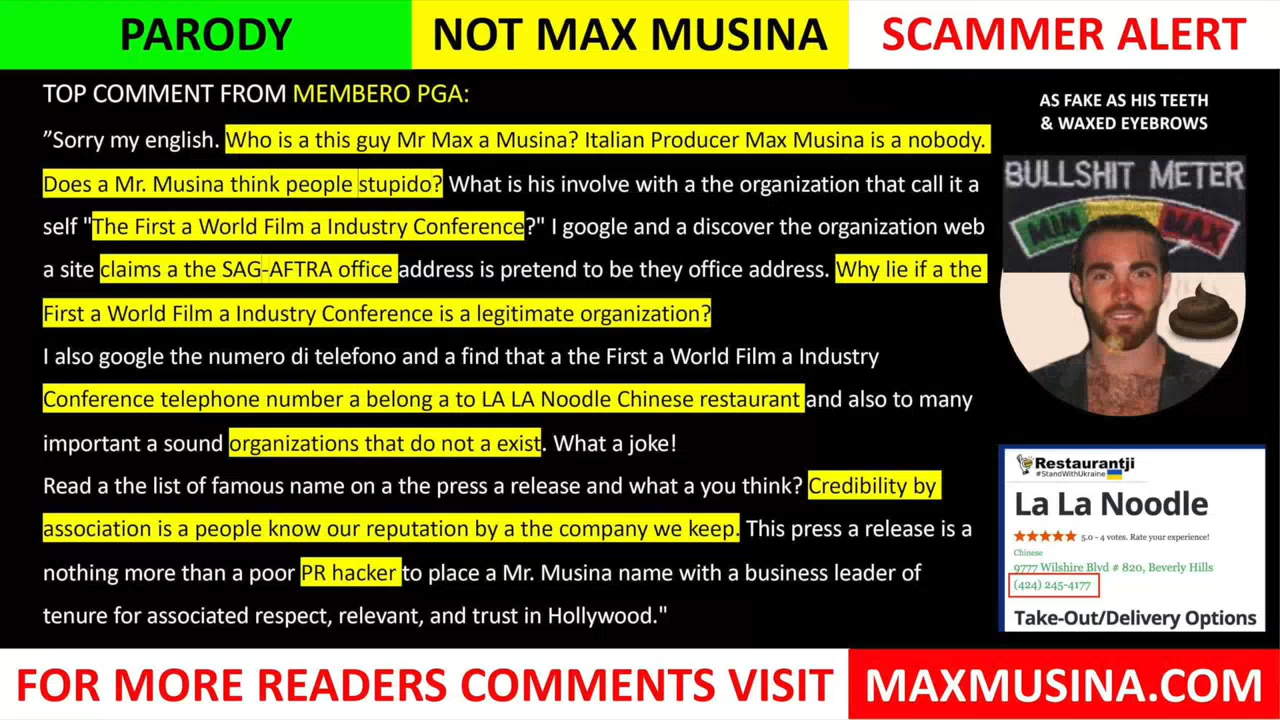 PARODY
NOT MAX MUSINA
SCAMMER ALERT
TOP COMMENT FROM MEMBERO PGA:
”Sorry my english. Who is a this guy Mr Max a Musina? Italian Producer Max Musina is a nobody.
Does a Mr. Musina think people stupido? What is his involve with a the organization that call it a
self "The First a World Film a Industry Conference?" I google and a discover the organization web
a site claims a the SAG-AFTRA office address is pretend to be they office address. Why lie if a the
First a World Film a Industry Conference is a legitimate organization?
I also google the numero di telefono and a find that a the First a World Film a Industry
Conference telephone number a belong a to LA LA Noodle Chinese restaurant and also to many
important a sound organizations that do not a exist. What a joke!
Read a the list of famous name on a the press a release and what a you think? Credibility by
association is a people know our reputation by a the company we keep. This press a release is a
nothing more than a poor PR hacker to place a Mr. Musina name with a business leader of
tenure for associated respect, relevant, and trust in Hollywood."
AS FAKE AS HIS TEETH
& WAXED EYEBROWS
BULLSHIT METER
MIN
MAX
Restaurantji
#StandWithUkraine
La La Noodle
5.0 - 4 votes. Rate your experience!
Chinese
9777 Wilshire Blvd # 820, Beverly Hills
(424) 245-4177
Take-Out/Delivery Options
FOR MORE READERS COMMENTS VISIT
MAXMUSINA.COM